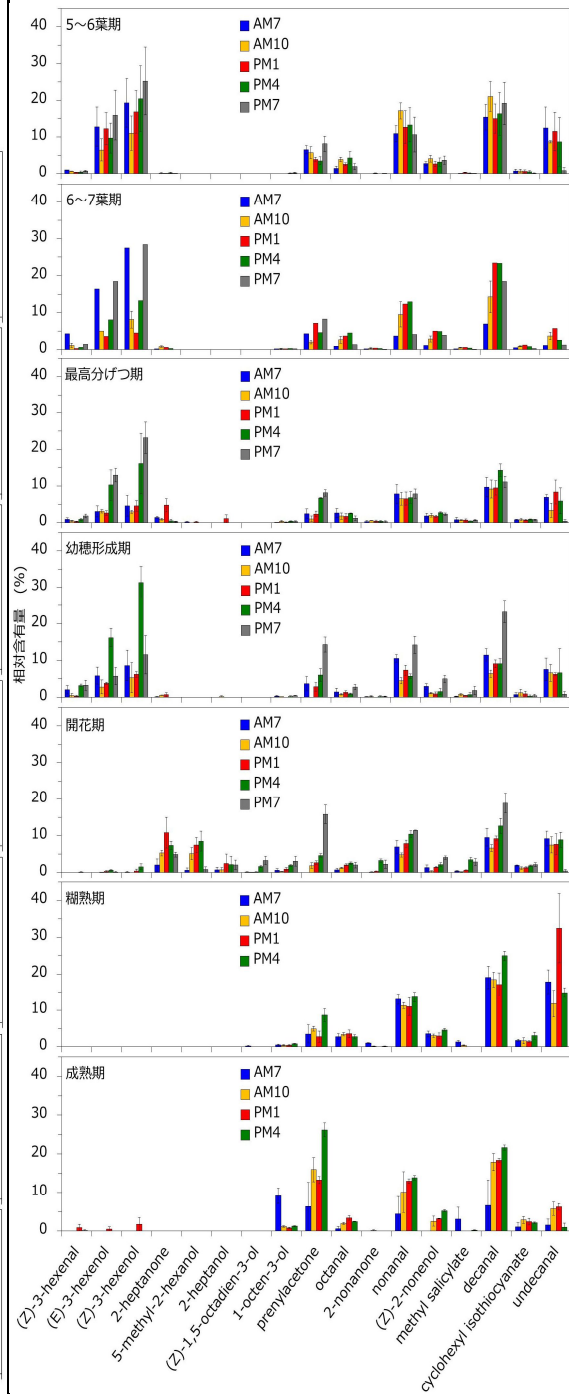 相対含有量 (%)
5～6葉期
AM7
AM10
PM1
PM4
PM7
40
30
20
10
0
6～7葉期
AM7
AM10
PM1
PM4
PM7
40
30
20
10
0
最高分げつ期
AM7
AM10
PM1
PM4
PM7
40
30
20
10
0
幼穂形成期
AM7
AM10
PM1
PM4
PM7
40
30
20
10
0
開花期
AM7
AM10
PM1
PM4
PM7
40
30
20
10
0
糊熟期
AM7
AM10
PM1
PM4
40
30
20
10
0
成熟期
AM7
AM10
PM1
PM4
40
30
20
10
0
(Z)-3-hexenal
(E)-3-hexenol
(Z)-3-hexenol
2-heptanone
5-methyl-2-hexanol
2-heptanol
(Z)-1,5-octadien-3-ol
1-octen-3-ol
prenylacetone
octanal
2-nonanone
nonanal
(Z)-2-nonenol
methyl salicylate
decanal
cyclohexyl isothiocyanate
undecanal